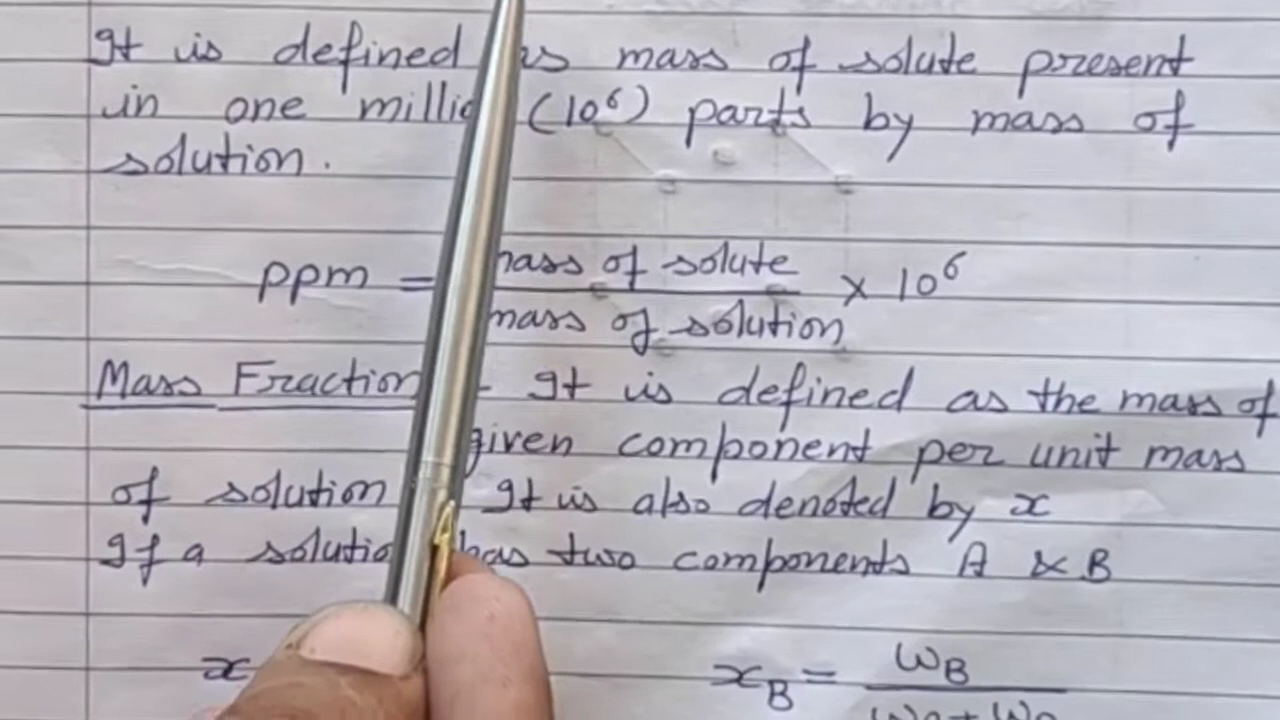 It is defined as mass of solute present
in one million (10⁶) parts by mass of
solution.
ppm = mass of solute / mass of solution × 10⁶
Mass Fraction - It is defined as the mass of
given component per unit mass
of solution It is also denoted by x
If a solution has two components A & B
x x_B = w_B